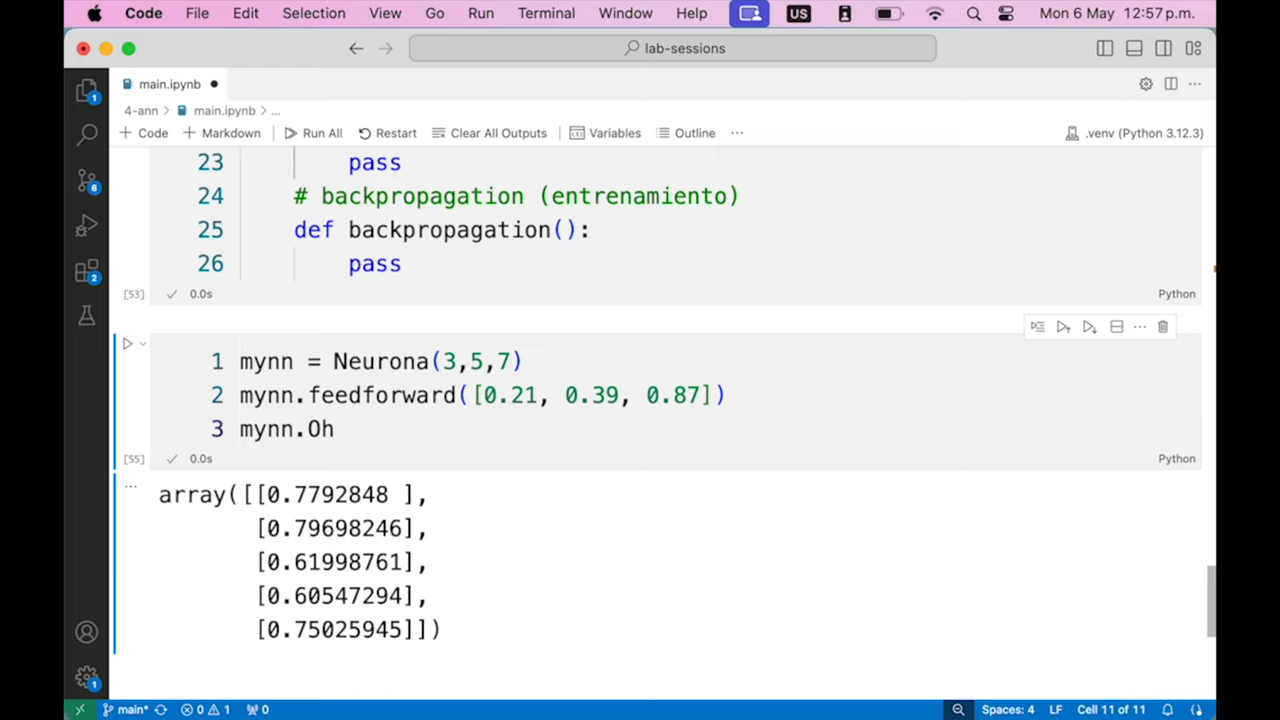 Code File Edit Selection View Go Run Terminal Window Help US Mon 6 May 12:57 p.m.
lab-sessions
main.ipynb
4-ann > main.ipynb > ...
+ Code + Markdown Run All Restart Clear All Outputs Variables Outline ... .venv (Python 3.12.3)
23 pass
24 # backpropagation (entrenamiento)
25 def backpropagation():
26 pass
[53] ✓ 0.0s Python
1 mynn = Neurona(3,5,7)
2 mynn.feedforward([0.21, 0.39, 0.87])
3 mynn.Oh
[55] ✓ 0.0s Python
... array([[0.7792848 ],
[0.79698246],
[0.61998761],
[0.60547294],
[0.75025945]])
1
6
2
1
main* 0 1 0 Spaces: 4 LF Cell 11 of 11